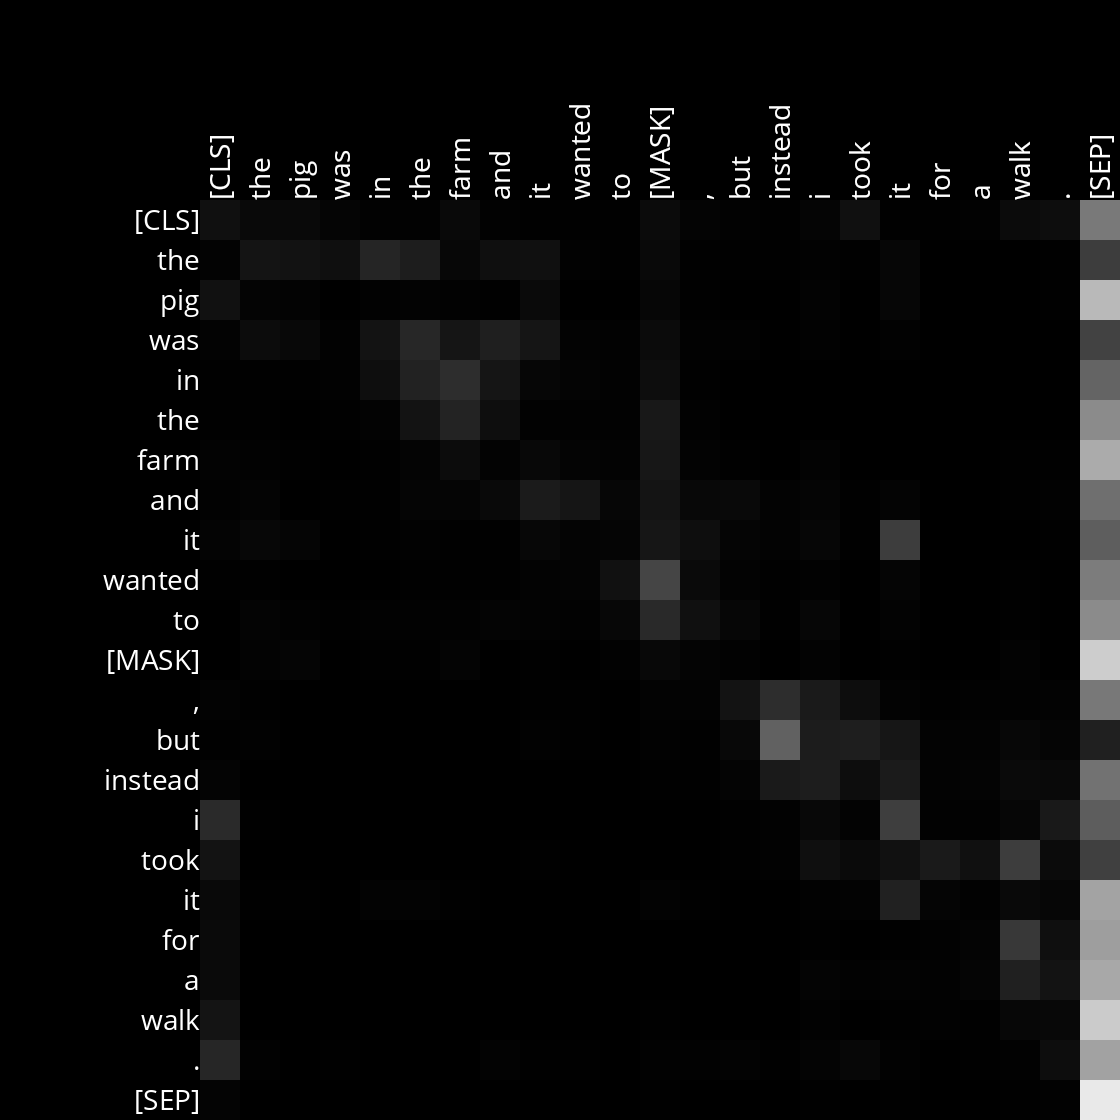 [CLS] the pig was in the farm and it wanted to [MASK] , but instead i took it for a walk . [SEP]
[CLS]
the
pig
was
in
the
farm
and
it
wanted
to
[MASK]
,
but
instead
i
took
it
for
a
walk
.
[SEP]